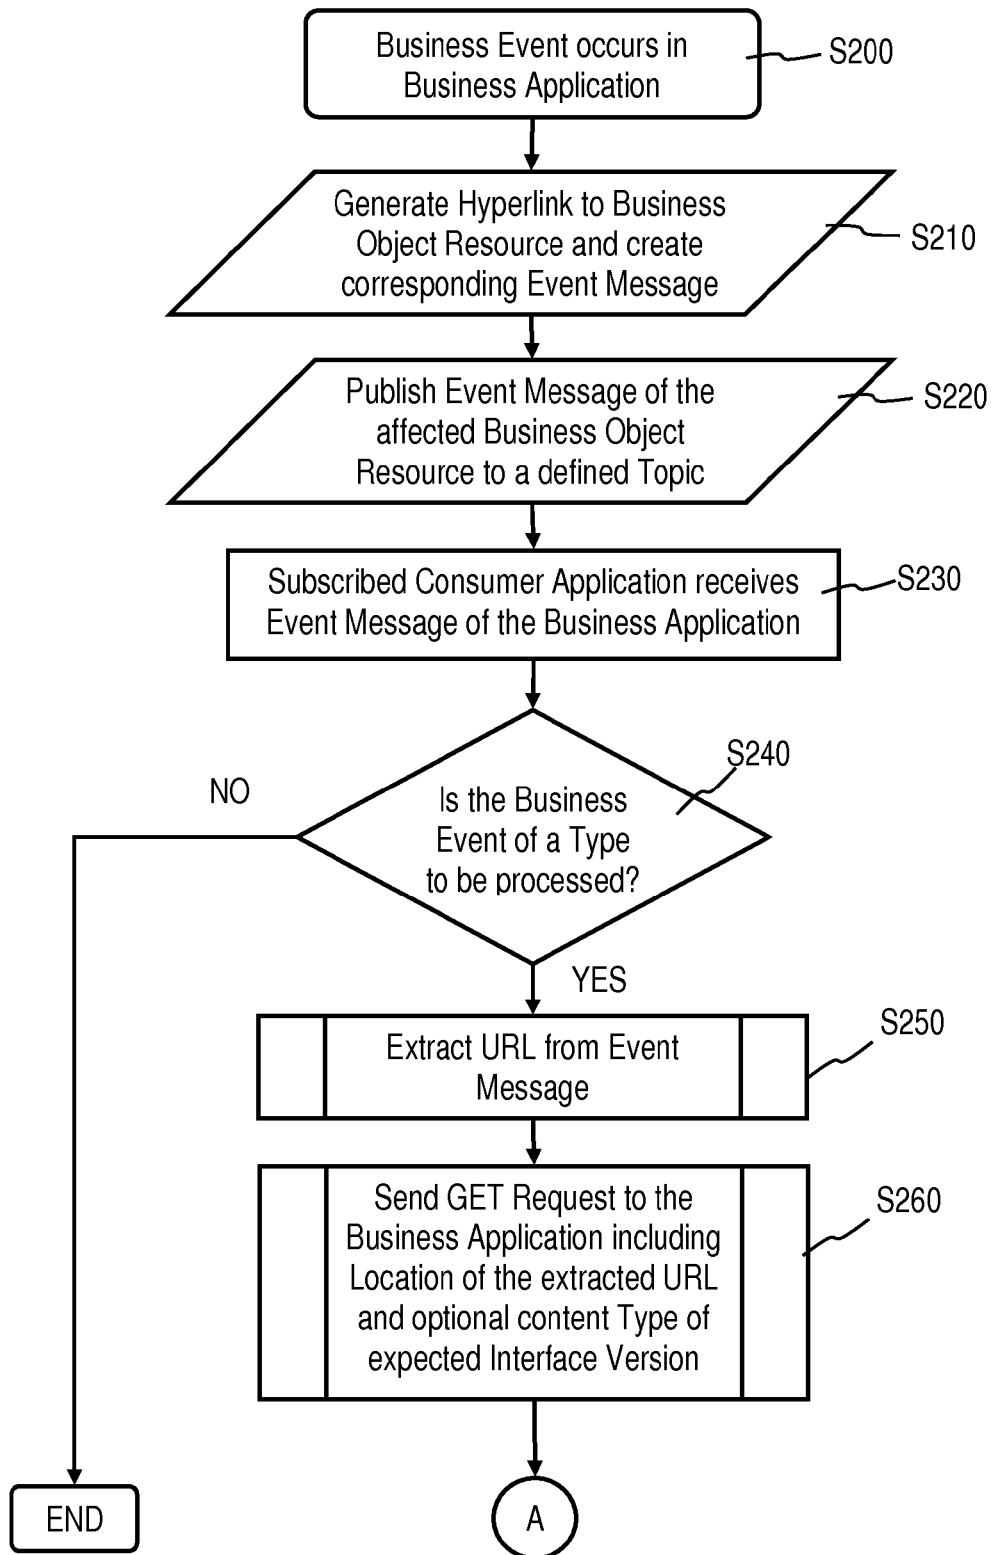 Business Event occurs in
Business Application
S200
Generate Hyperlink to Business
Object Resource and create
corresponding Event Message
S210
Publish Event Message of the
affected Business Object
Resource to a defined Topic
S220
Subscribed Consumer Application receives
Event Message of the Business Application
S230
S240
NO
Is the Business
Event of a Type
to be processed?
YES
Extract URL from Event
Message
S250
Send GET Request to the
Business Application including
Location of the extracted URL
and optional content Type of
expected Interface Version
S260
END
A